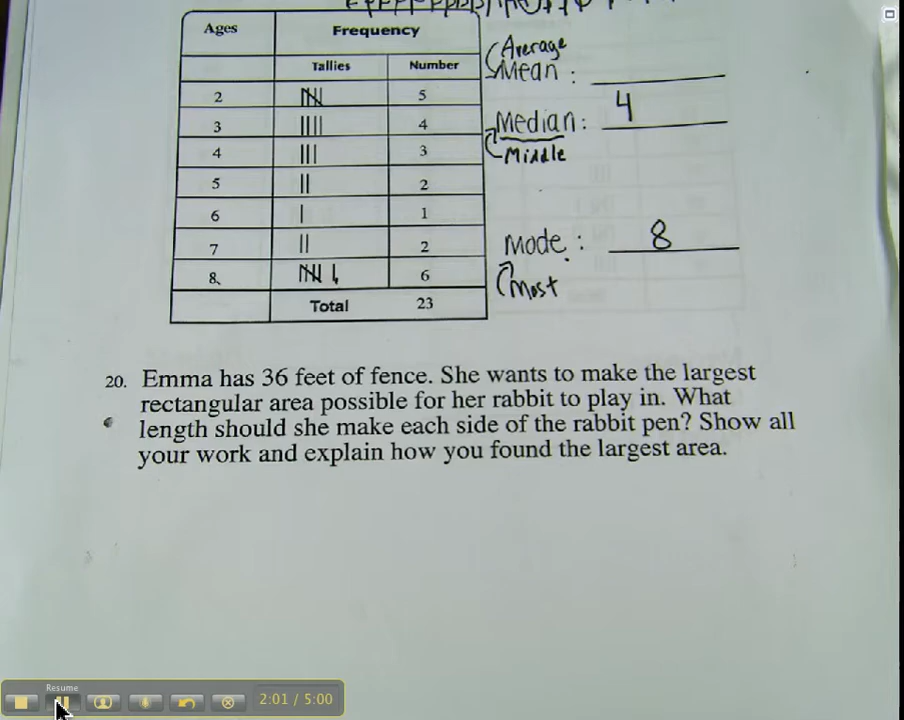 Ages Frequency
Tallies Number
Average
Mean :
2 5
3 4
Median: 4
Middle
4 3
5 2
6 1
7 2
Mode: 8
Most
8 6
Total 23
20. Emma has 36 feet of fence. She wants to make the largest
rectangular area possible for her rabbit to play in. What
length should she make each side of the rabbit pen? Show all
your work and explain how you found the largest area.
Resume
2:01 / 5:00